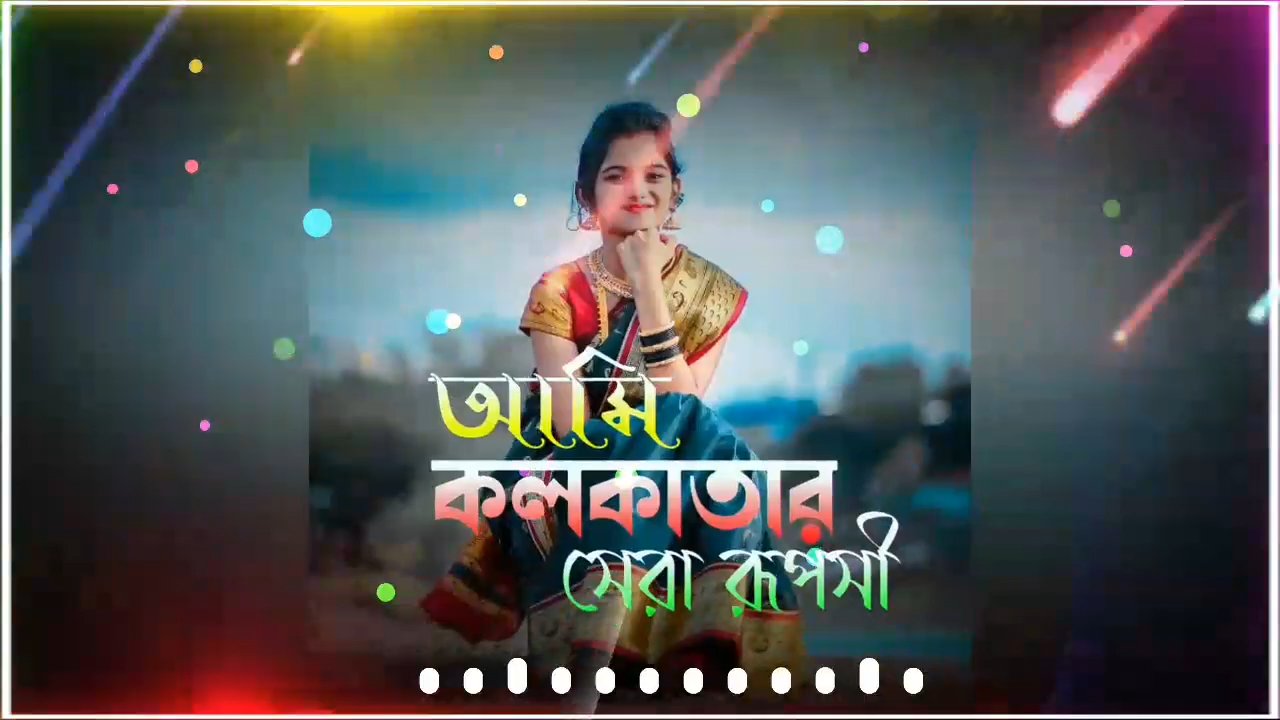 আমি
কলকাতার
সেরা রূপসী